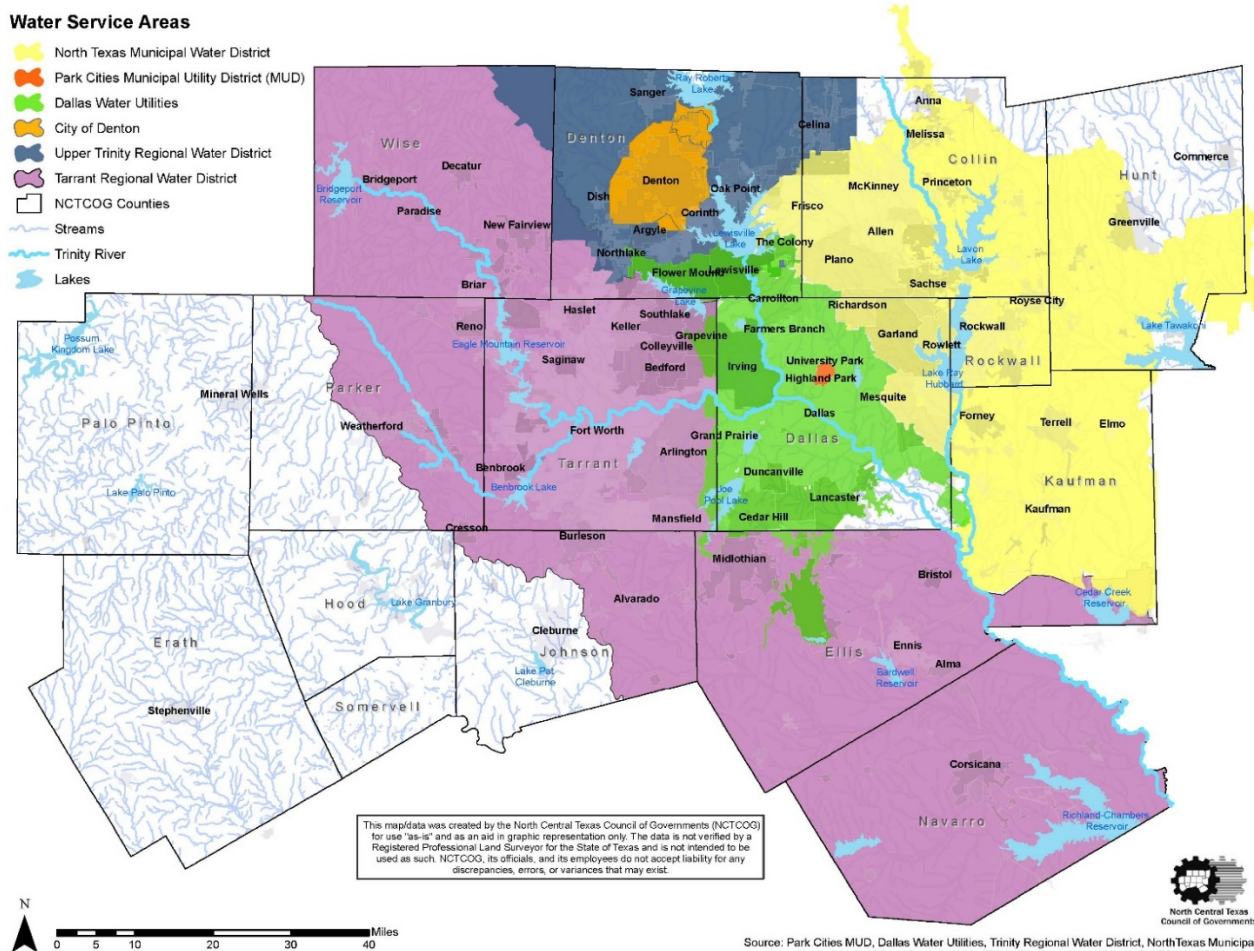 Water Service Areas
North Texas Municipal Water District
Park Cities Municipal Utility District (MUD)
Dallas Water Utilities
City of Denton
Upper Trinity Regional Water District
Tarrant Regional Water District
NCTCOG Counties
Streams
Trinity River
Lakes
Ray Roberts
Lake
Sanger
Denton
Celina
Anna
Melissa
Collin
Commerce
Hunt
Wise
Decatur
Bridgeport
Bridgeport
Reservoir
Paradise
New Fairview
Denton
Dish
Oak Point
Corinth
Argyle
Lewisville
Lake
Northlake
The Colony
Frisco
McKinney
Princeton
Allen
Plano
Lavon
Lake
Greenville
Flower Mound
Lewisville
Grapevine
Lake
Carrollton
Richardson
Sachse
Royse City
Lake Tawakoni
Briar
Reno
Haslet
Southlake
Keller
Colleyville
Grapevine
Eagle Mountain Reservoir
Saginaw
Bedford
Farmers Branch
Garland
Rowlett
Rockwall
Rockwall
Lake Ray
Hubbard
Irving
University Park
Highland Park
Mesquite
Possum
Kingdom Lake
Mineral Wells
Parker
Palo Pinto
Weatherford
Lake Palo Pinto
Fort Worth
Tarrant
Benbrook
Benbrook Lake
Arlington
Grand Prairie
Dallas
Dallas
Forney
Terrell
Elmo
Kaufman
Kaufman
Duncanville
Joe
Pool Lake
Lancaster
Mansfield
Cedar Hill
Cresson
Burleson
Midlothian
Bristol
Cedar Creek
Reservoir
Hood
Lake Granbury
Alvarado
Erath
Cleburne
Johnson
Lake Pat
Cleburne
Ellis
Ennis
Alma
Bardwell
Reservoir
Stephenville
Somervell
Corsicana
Navarro
Richland-Chambers
Reservoir
This map/data was created by the North Central Texas Council of Governments (NCTCOG)
for use "as-is" and as an aid in graphic representation only. The data is not verified by a
Registered Professional Land Surveyor for the State of Texas and is not intended to be
used as such. NCTCOG, its officials, and its employees do not accept liability for any
discrepancies, errors, or variances that may exist.
N
Miles
0 5 10 20 30 40
North Central Texas
Council of Governments
Source: Park Cities MUD, Dallas Water Utilities, Trinity Regional Water District, NorthTexas Municipa